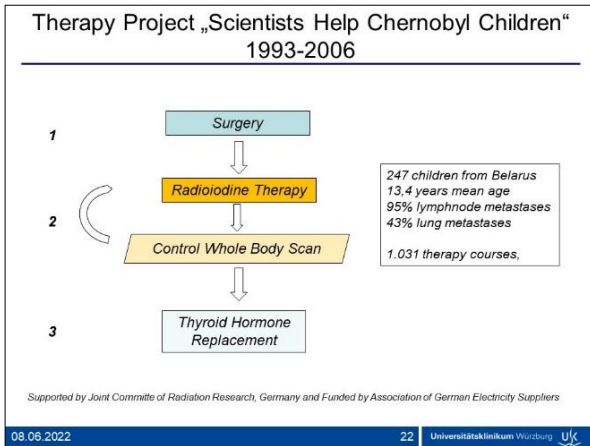 Therapy Project „Scientists Help Chernobyl Children“
1993-2006
1
Surgery
Radioiodine Therapy
2
Control Whole Body Scan
3
Thyroid Hormone
Replacement
247 children from Belarus
13,4 years mean age
95% lymphnode metastases
43% lung metastases
1.031 therapy courses,
Supported by Joint Committe of Radiation Research, Germany and Funded by Association of German Electricity Suppliers
08.06.2022
22
Universitätsklinikum Würzburg